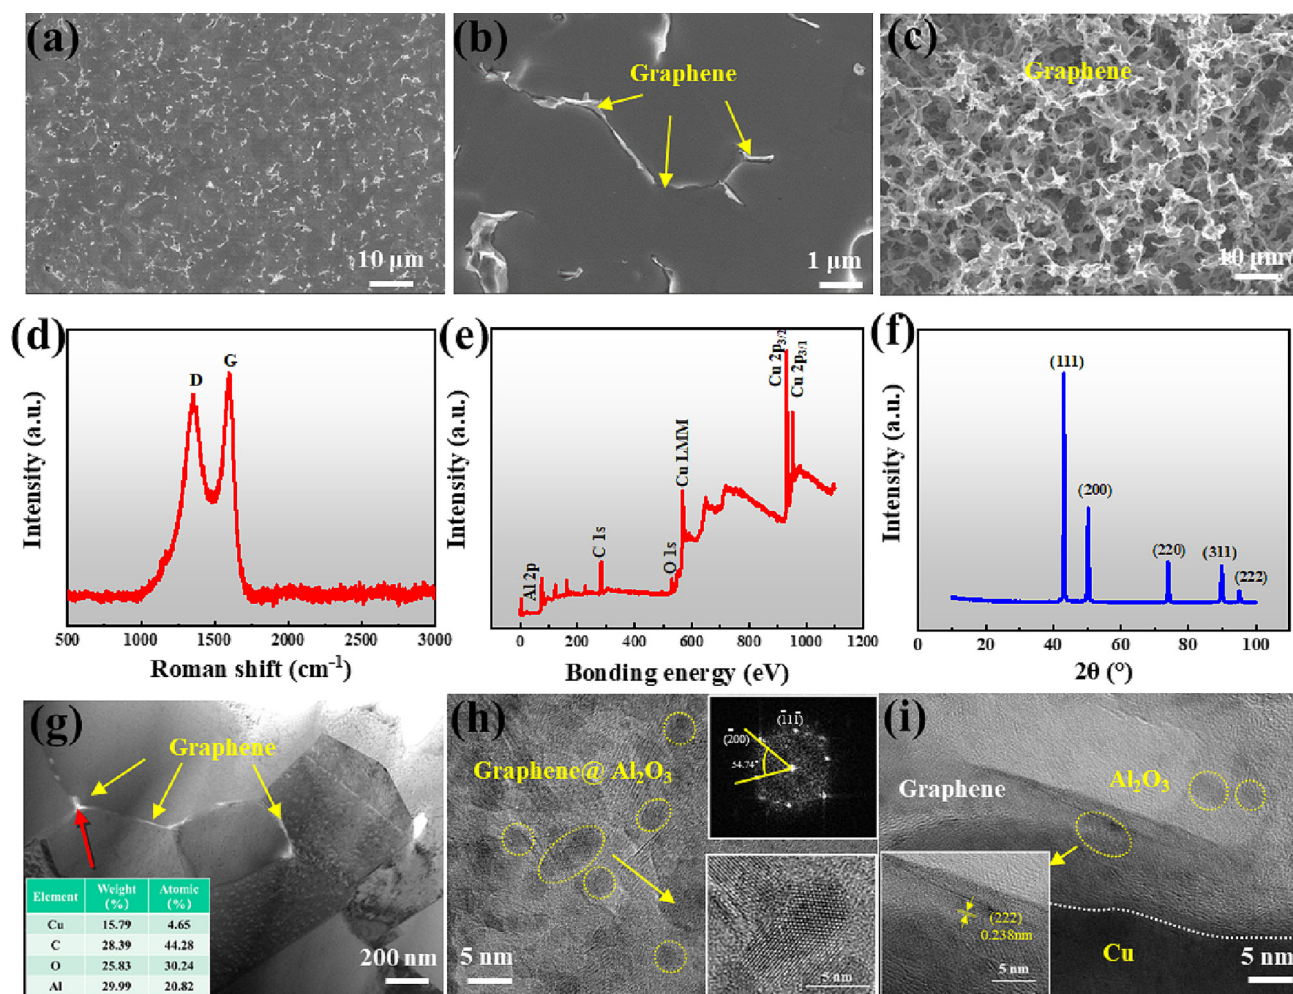 (a)
10 μm
(b)
Graphene
1 μm
(c)
Graphene
10 μm
(d)
Intensity (a.u.)
D
G
500 1000 1500 2000 2500 3000
Roman shift (cm⁻¹)
(e)
Intensity (a.u.)
Al 2p
C 1s
O 1s
Cu LMM
Cu 2p3/2
Cu 2p3/1
0 200 400 600 800 1000 1200
Bonding energy (eV)
(f)
Intensity (a.u.)
(111)
(200)
(220)
(311)
(222)
0 20 40 60 80 100
2θ (°)
(g)
Graphene
Element Weight (%) Atomic (%)
Cu 15.79 4.65
C 28.39 44.28
O 25.83 30.24
Al 29.99 20.82
200 nm
(h)
Graphene@ Al₂O₃
5 nm
(1̄11̄)
(2̄00)
54.74°
5 nm
(i)
Graphene
Al₂O₃
(222)
0.238nm
5 nm
Cu
5 nm